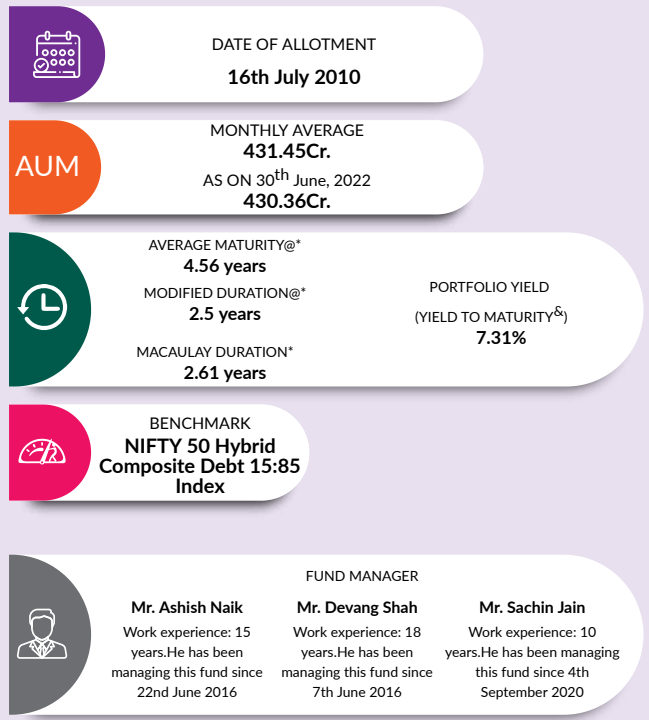 DATE OF ALLOTMENT
16th July 2010
AUM
MONTHLY AVERAGE
431.45Cr.
AS ON 30th June, 2022
430.36Cr.
AVERAGE MATURITY@*
4.56 years
MODIFIED DURATION@*
2.5 years
MACAULAY DURATION*
2.61 years
PORTFOLIO YIELD
(YIELD TO MATURITY&)
7.31%
BENCHMARK
NIFTY 50 Hybrid
Composite Debt 15:85
Index
FUND MANAGER
Mr. Ashish Naik
Work experience: 15
years.He has been
managing this fund since
22nd June 2016
Mr. Devang Shah
Work experience: 18
years.He has been
managing this fund since
7th June 2016
Mr. Sachin Jain
Work experience: 10
years.He has been managing
this fund since 4th
September 2020